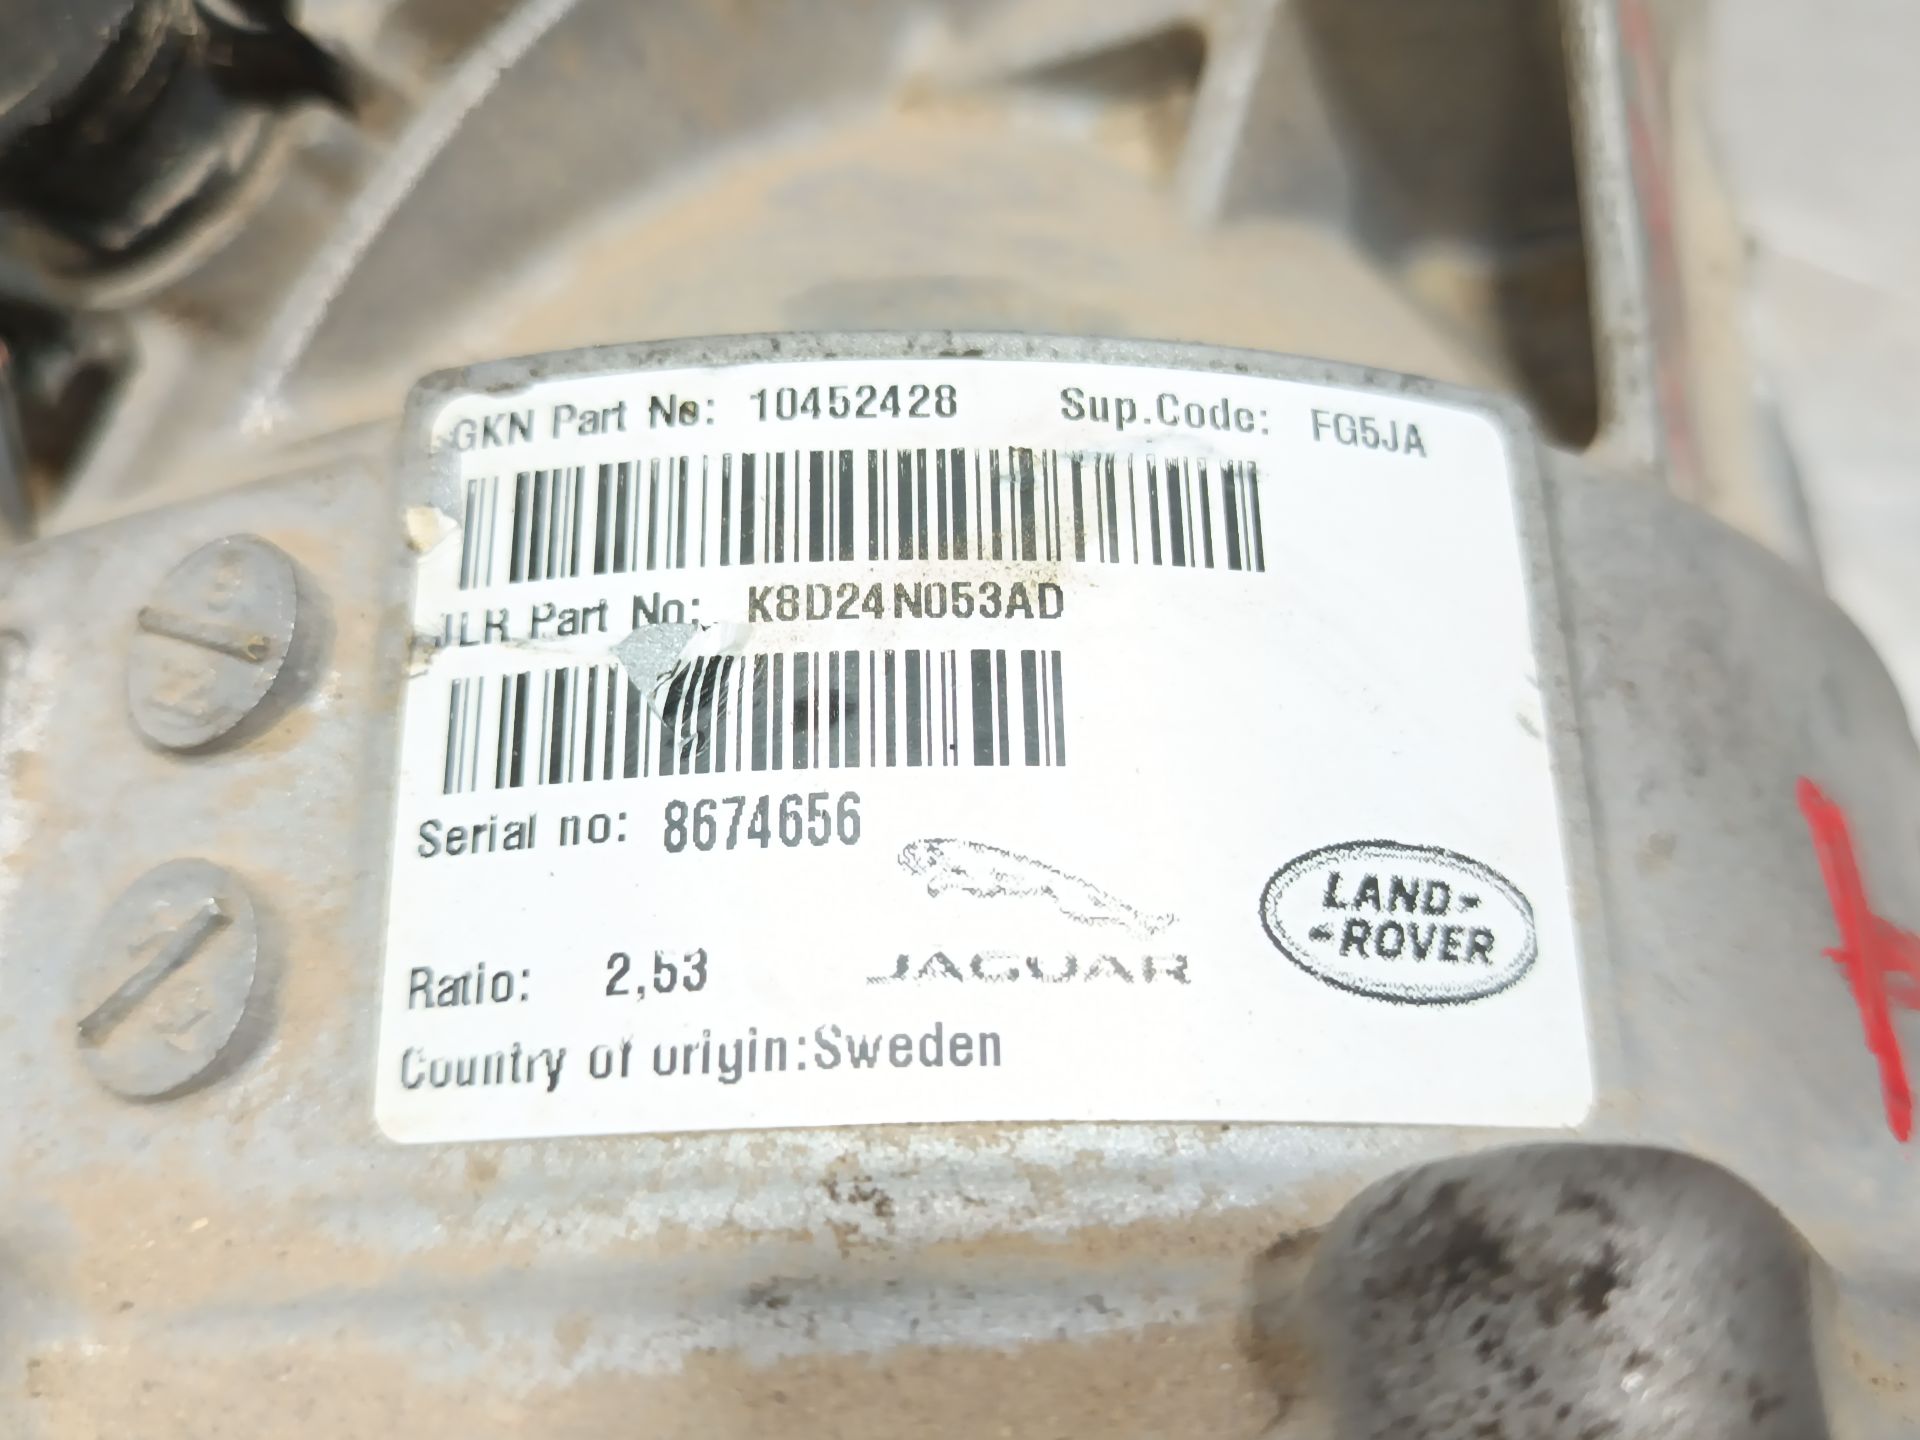 GKN Part No: 10452428 Sup.Code: FG5JA
JLR Part No: K8D24N053AD
Serial no: 8674656
JAGUAR
LAND-
-ROVER
Ratio: 2,53
Country of origin:Sweden